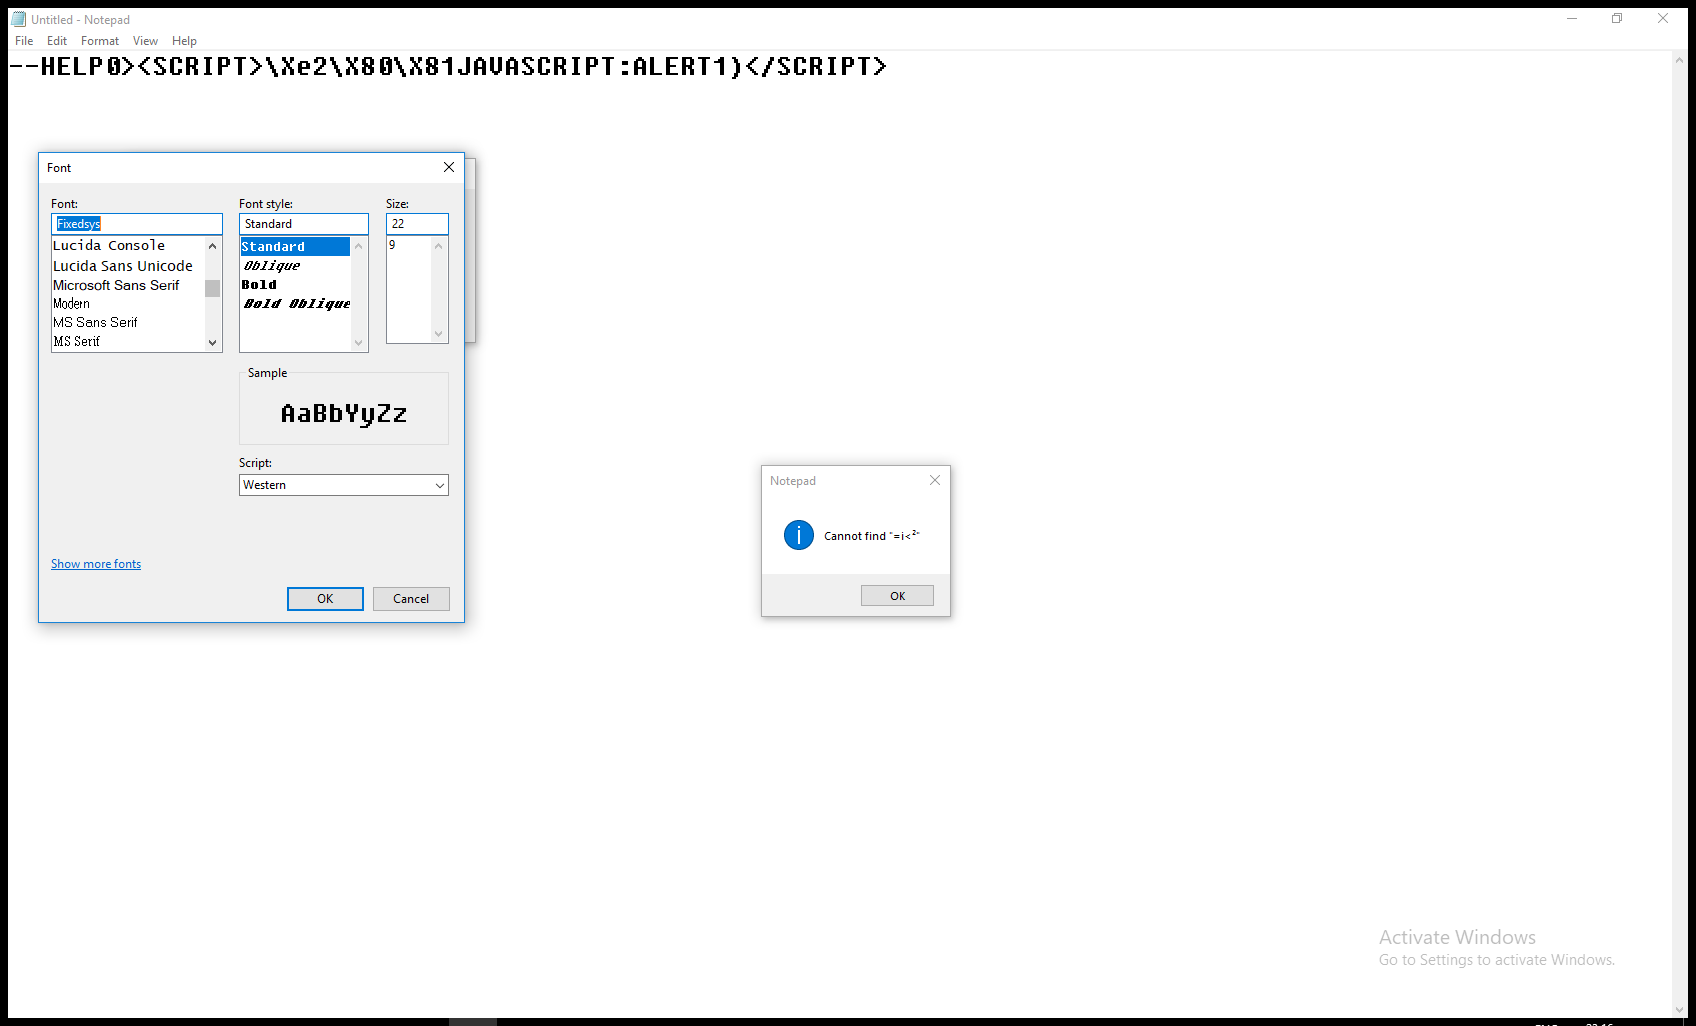 Untitled - Notepad
File Edit Format View Help
--HELP0><SCRIPT>\Xe2\X80\X81JAVASCRIPT:ALERT1)</SCRIPT>
Font
Font: Font style: Size:
Fixedsys Standard 22
Lucida Console
Lucida Sans Unicode
Microsoft Sans Serif
Modern
MS Sans Serif
MS Serif
Standard
Oblique
Bold
Bold Oblique
9
Sample
AaBbYyZz
Script:
Western
Show more fonts
OK Cancel
Notepad
Cannot find "=i<²"
OK
Activate Windows
Go to Settings to activate Windows.